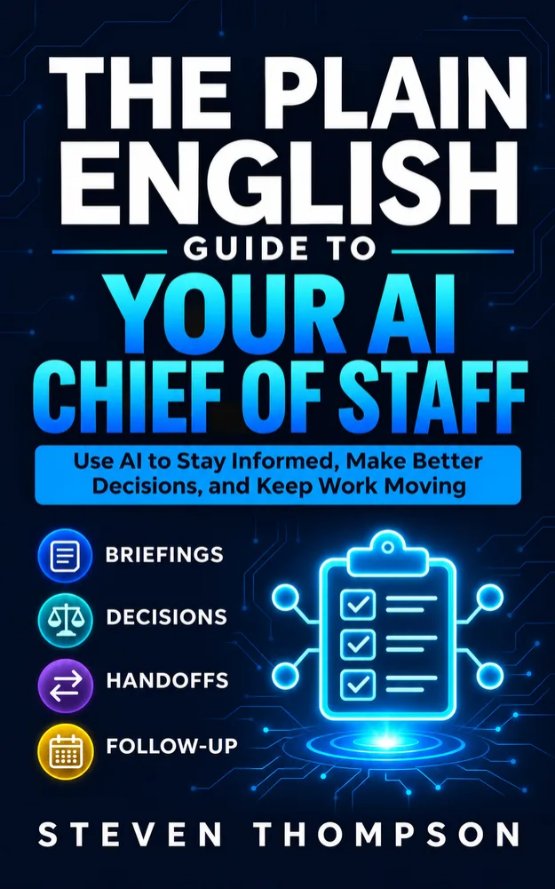 THE PLAIN
ENGLISH
GUIDE TO
YOUR AI
CHIEF OF STAFF
Use AI to Stay Informed, Make Better
Decisions, and Keep Work Moving
BRIEFINGS
DECISIONS
HANDOFFS
FOLLOW-UP
STEVEN THOMPSON